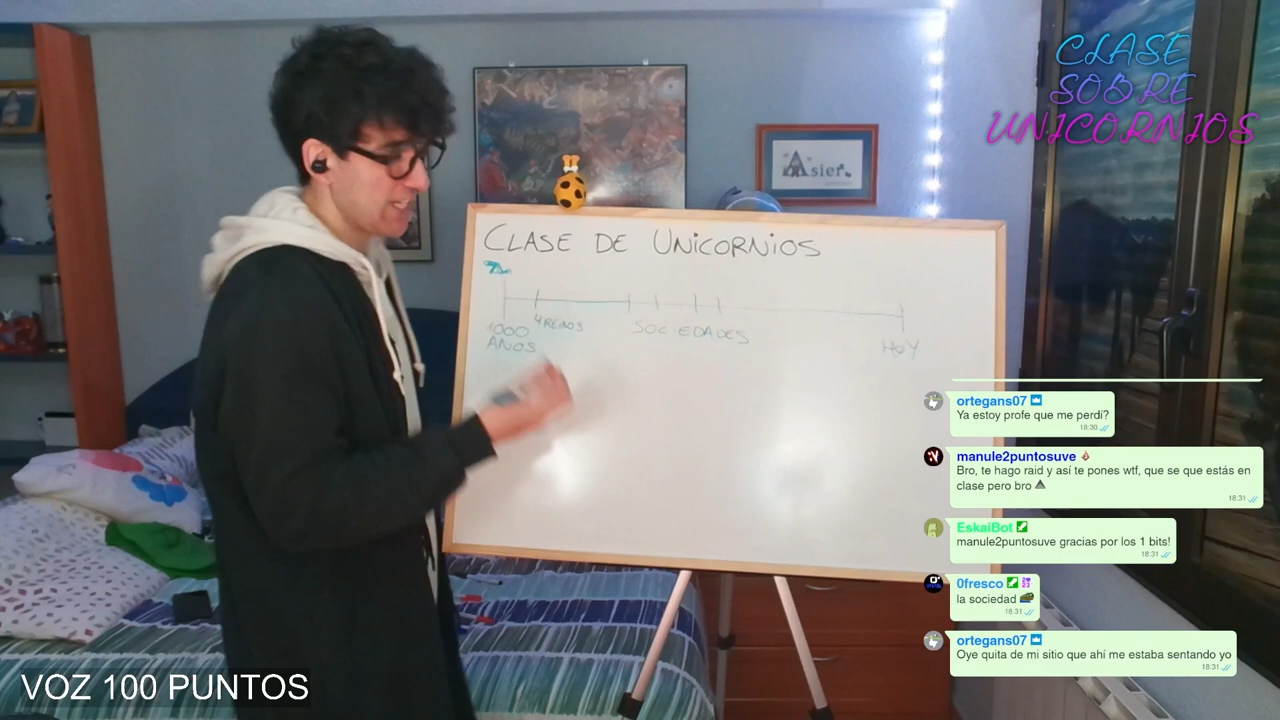 CLASE
SOBRE
UNICORNIOS
Asier
CLASE DE UNICORNIOS
1000
AÑOS
4 REINOS
SOCIEDADES
HOY
ortegans07
Ya estoy profe que me perdí?
18:30
manule2puntosuve
Bro, te hago raid y así te pones wtf, que se que estás en
clase pero bro
18:31
EskaiBot
manule2puntosuve gracias por los 1 bits!
18:31
0fresco
la sociedad
18:31
ortegans07
Oye quita de mi sitio que ahí me estaba sentando yo
18:31
VOZ 100 PUNTOS